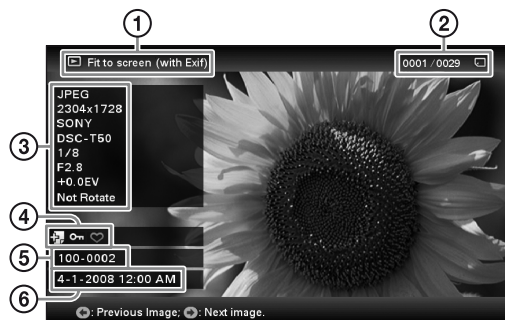 1
2
Fit to screen (with Exif)
0001/0029
3
JPEG
2304x1728
SONY
DSC-T50
1/8
F2.8
+0.0EV
Not Rotate
4
5
100-0002
4-1-2008 12:00 AM
6
: Previous Image; : Next image.